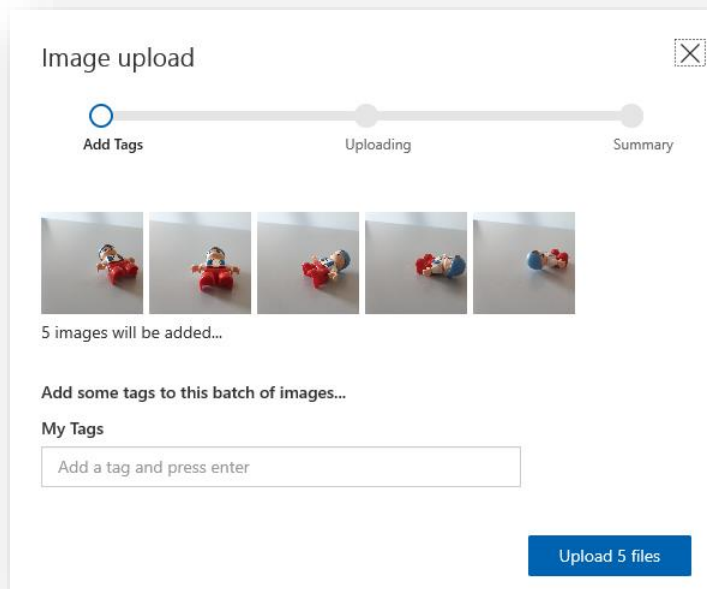 Image upload
Add Tags
Uploading
Summary
5 images will be added...
Add some tags to this batch of images...
My Tags
Add a tag and press enter
Upload 5 files